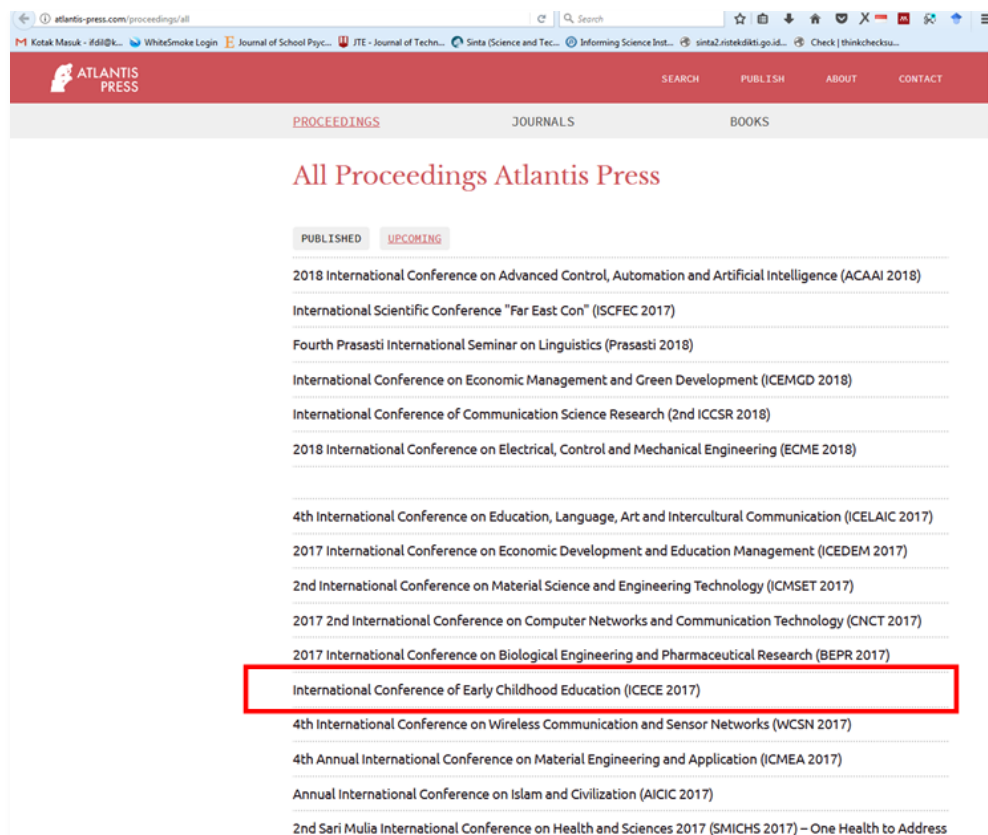 atlantis-press.com/proceedings/all
Search
Kotak Masuk - ifdil@k...
WhiteSmoke Login
Journal of School Psyc...
JTE - Journal of Techn...
Sinta (Science and Tec...
Informing Science Inst...
sinta2.ristekdikti.go.id...
Check | thinkchecksu...
ATLANTIS
PRESS
SEARCH
PUBLISH
ABOUT
CONTACT
PROCEEDINGS
JOURNALS
BOOKS
All Proceedings Atlantis Press
PUBLISHED
UPCOMING
2018 International Conference on Advanced Control, Automation and Artificial Intelligence (ACAAI 2018)
International Scientific Conference "Far East Con" (ISCFEC 2017)
Fourth Prasasti International Seminar on Linguistics (Prasasti 2018)
International Conference on Economic Management and Green Development (ICEMGD 2018)
International Conference of Communication Science Research (2nd ICCSR 2018)
2018 International Conference on Electrical, Control and Mechanical Engineering (ECME 2018)
4th International Conference on Education, Language, Art and Intercultural Communication (ICELAIC 2017)
2017 International Conference on Economic Development and Education Management (ICEDEM 2017)
2nd International Conference on Material Science and Engineering Technology (ICMSET 2017)
2017 2nd International Conference on Computer Networks and Communication Technology (CNCT 2017)
2017 International Conference on Biological Engineering and Pharmaceutical Research (BEPR 2017)
International Conference of Early Childhood Education (ICECE 2017)
4th International Conference on Wireless Communication and Sensor Networks (WCSN 2017)
4th Annual International Conference on Material Engineering and Application (ICMEA 2017)
Annual International Conference on Islam and Civilization (AICIC 2017)
2nd Sari Mulia International Conference on Health and Sciences 2017 (SMICHS 2017) – One Health to Address